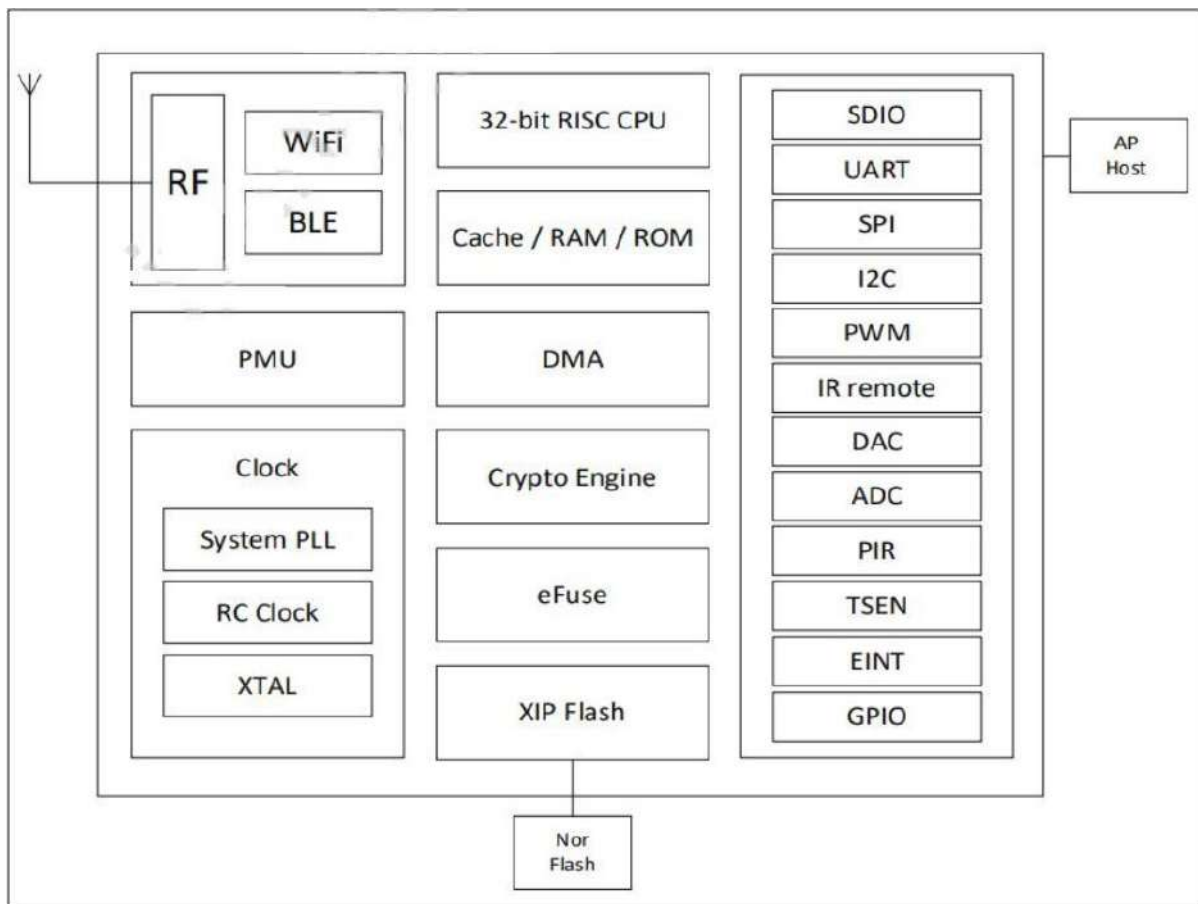 RF
WiFi
BLE
PMU
Clock
System PLL
RC Clock
XTAL
32-bit RISC CPU
Cache / RAM / ROM
DMA
Crypto Engine
eFuse
XIP Flash
SDIO
UART
SPI
I2C
PWM
IR remote
DAC
ADC
PIR
TSEN
EINT
GPIO
AP
Host
Nor
Flash